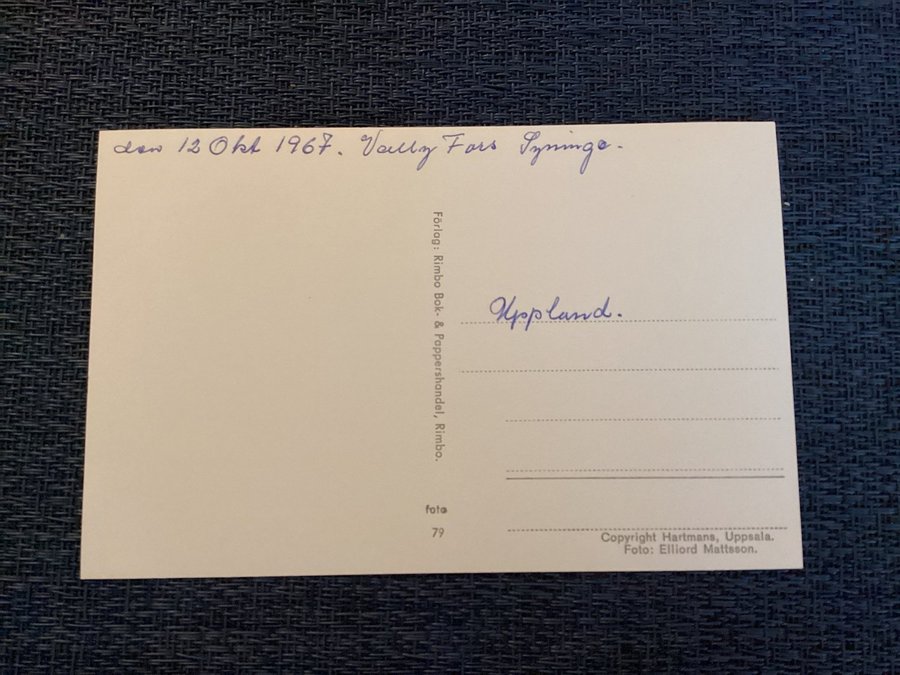 den 12 Okt 1967. Vally Fors Syninge.
Förlag: Rimbo Bok- & Pappershandel, Rimbo.
Uppland.
foto
79
Copyright Hartmans, Uppsala.
Foto: Elliord Mattsson.